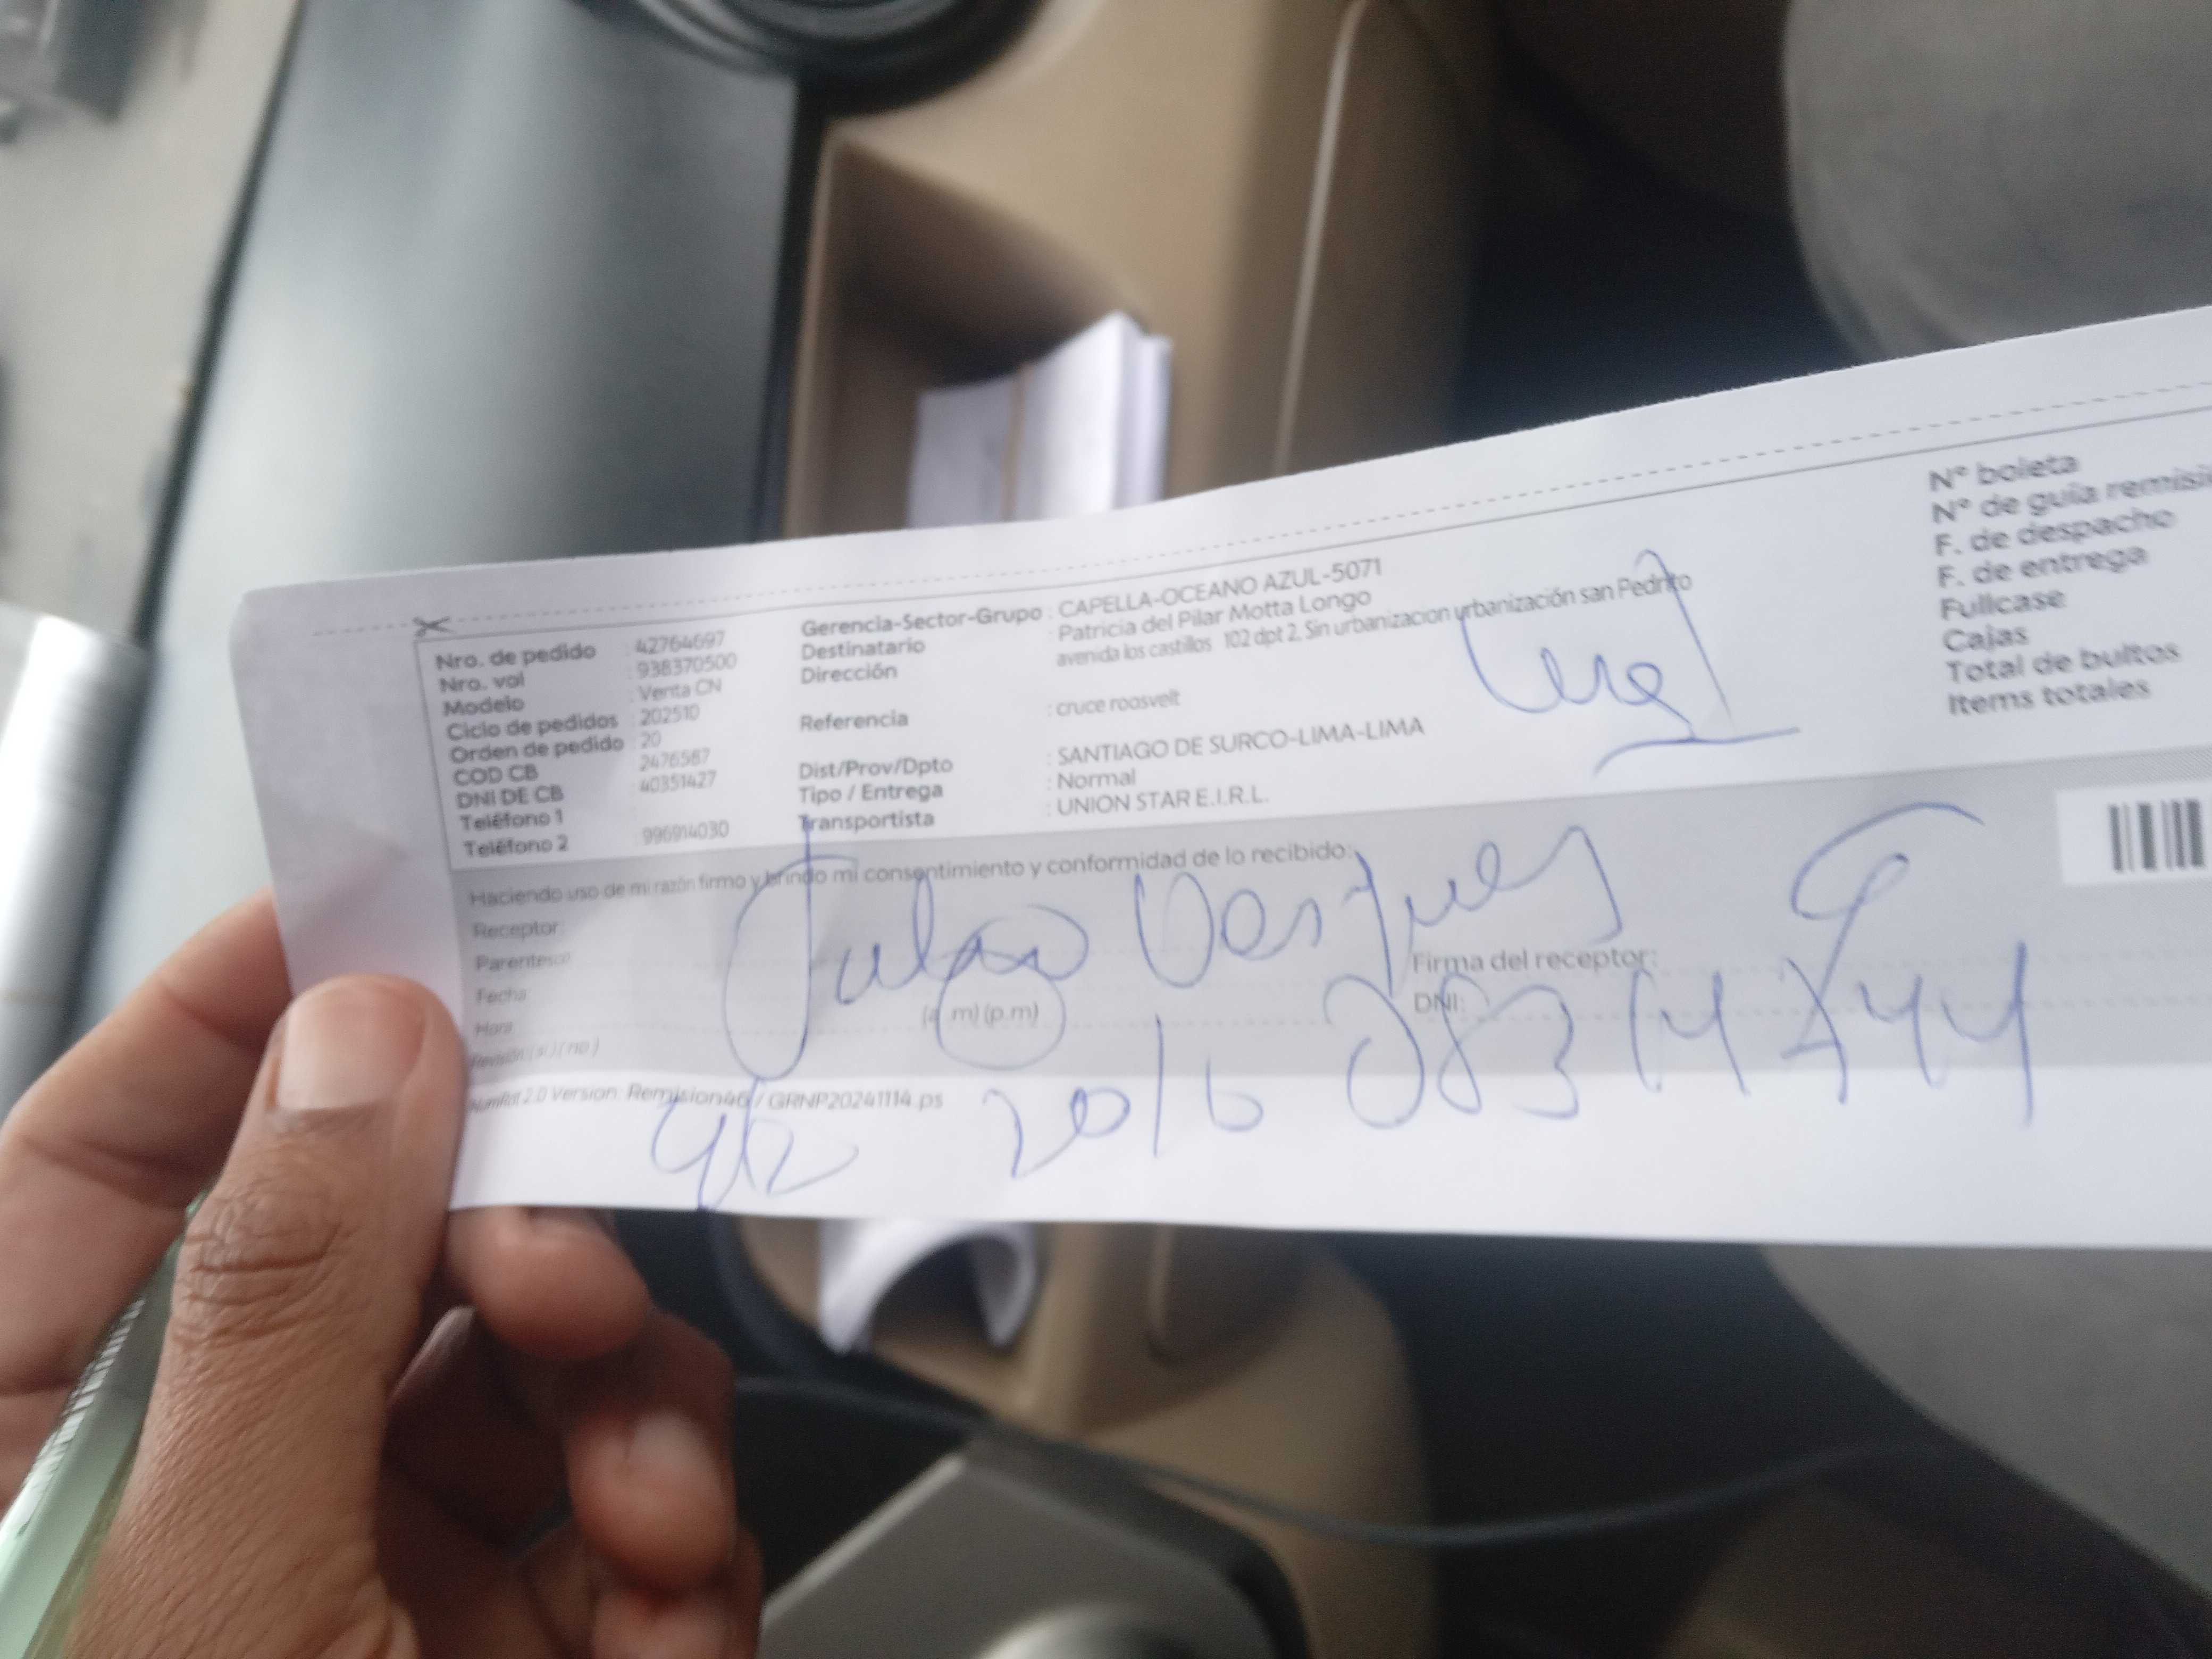 Nro. de pedido : 42764697
Nro. vol : 938370500
Modelo : Venta CN
Ciclo de pedidos : 202510
Orden de pedido : 20
COD CB 2476587
DNI DE CB : 40351427
Teléfono 1 :
Teléfono 2 : 996914030
Gerencia-Sector-Grupo : CAPELLA-OCEANO AZUL-5071
Destinatario : Patricia del Pilar Motta Longo
Dirección avenida los castillos 102 dpt 2. Sin urbanizacion urbanización san Pedrito
Referencia : cruce roosvelt
Dist/Prov/Dpto : SANTIAGO DE SURCO-LIMA-LIMA
Tipo / Entrega : Normal
Transportista : UNION STAR E.I.R.L.
N° boleta
N° de guía
F. de despacho
F. de entrega
Fullcase
Cajas
Total de bultos
Items totales
Haciendo uso de mi razón firmo y brindo mi consentimiento y conformidad de lo recibido:
Receptor:
Parentesco:
Fecha:
Hora: (a m) (p.m)
Firma del receptor:
DNI:
2.0 Version: Remision46 / GRNP20241114.ps